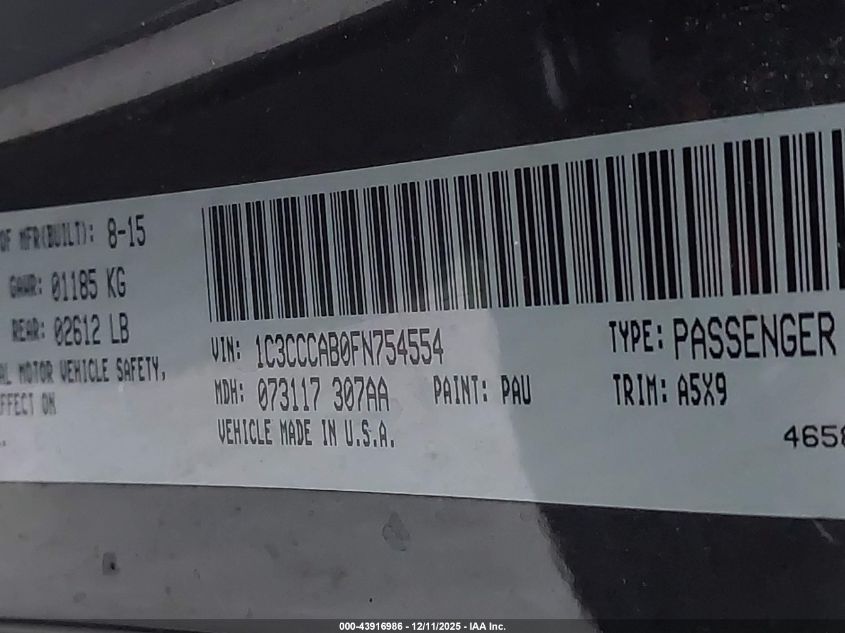 OF MFR(BUILT): 8-15
GAWR: 01185 KG
REAR: 02612 LB
AL MOTOR VEHICLE SAFETY,
FFECT ON
VIN: 1C3CCCAB0FN754554
TYPE: PASSENGER
MDH: 073117 307AA PAINT: PAU
TRIM: A5X9
VEHICLE MADE IN U.S.A.
4658
000-43916986 - 12/11/2025 - IAA Inc.